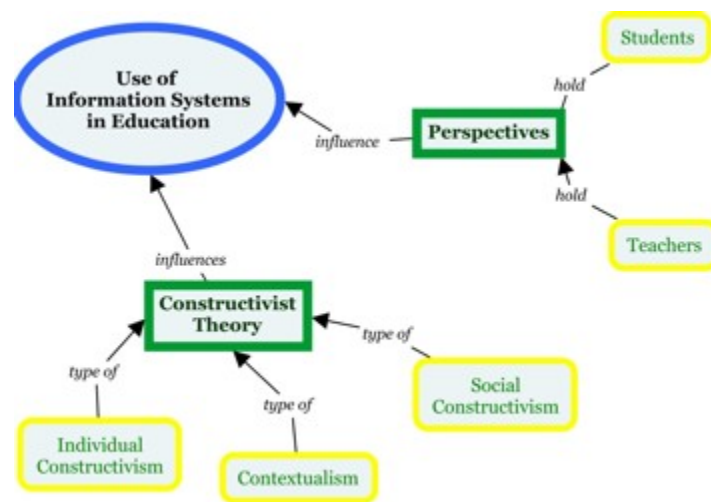 Students
Use of
Information Systems
in Education
hold
Perspectives
influence
hold
Teachers
influences
Constructivist
Theory
type of
type of
type of
Social
Constructivism
Individual
Constructivism
Contextualism